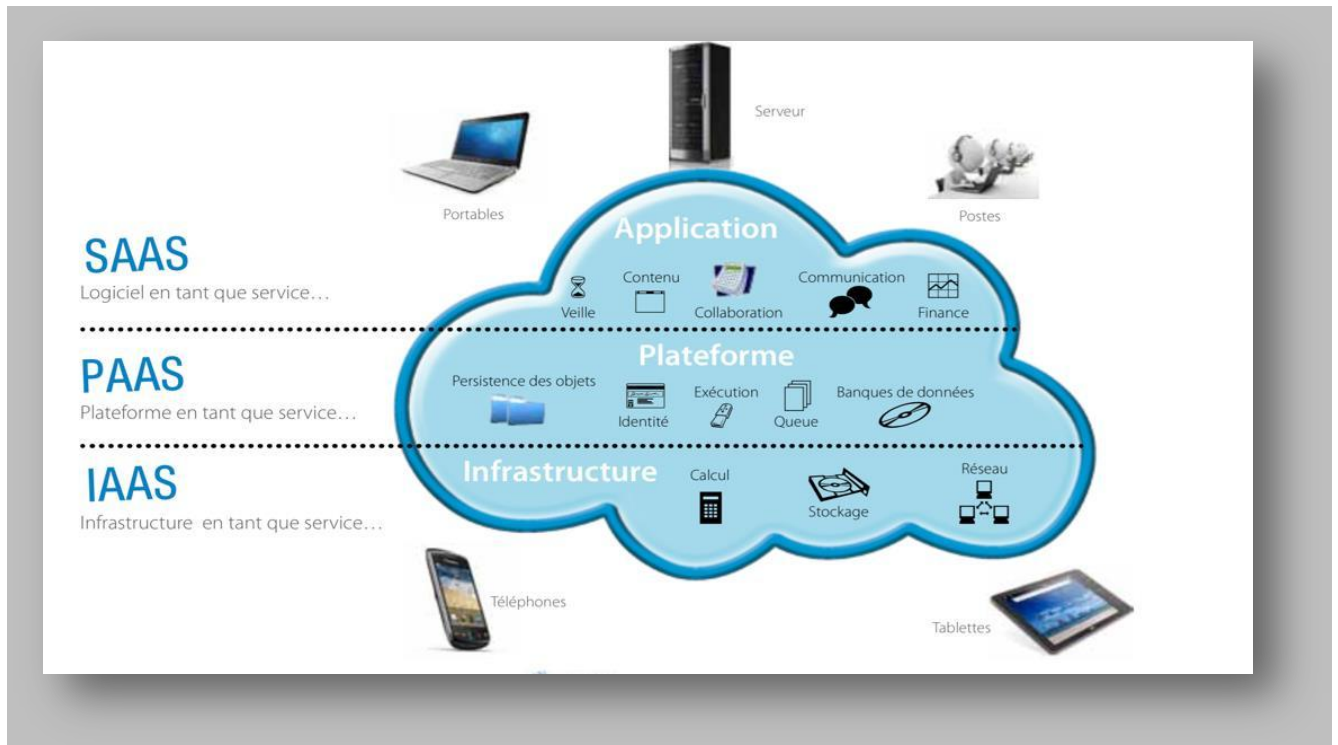 Serveur
Portables
Postes
Application
SAAS
Logiciel en tant que service…
Veille
Contenu
Collaboration
Communication
Finance
Plateforme
PAAS
Plateforme en tant que service…
Persistence des objets
Identité
Exécution
Queue
Banques de données
Infrastructure
IAAS
Infrastructure en tant que service…
Calcul
Stockage
Réseau
Téléphones
Tablettes